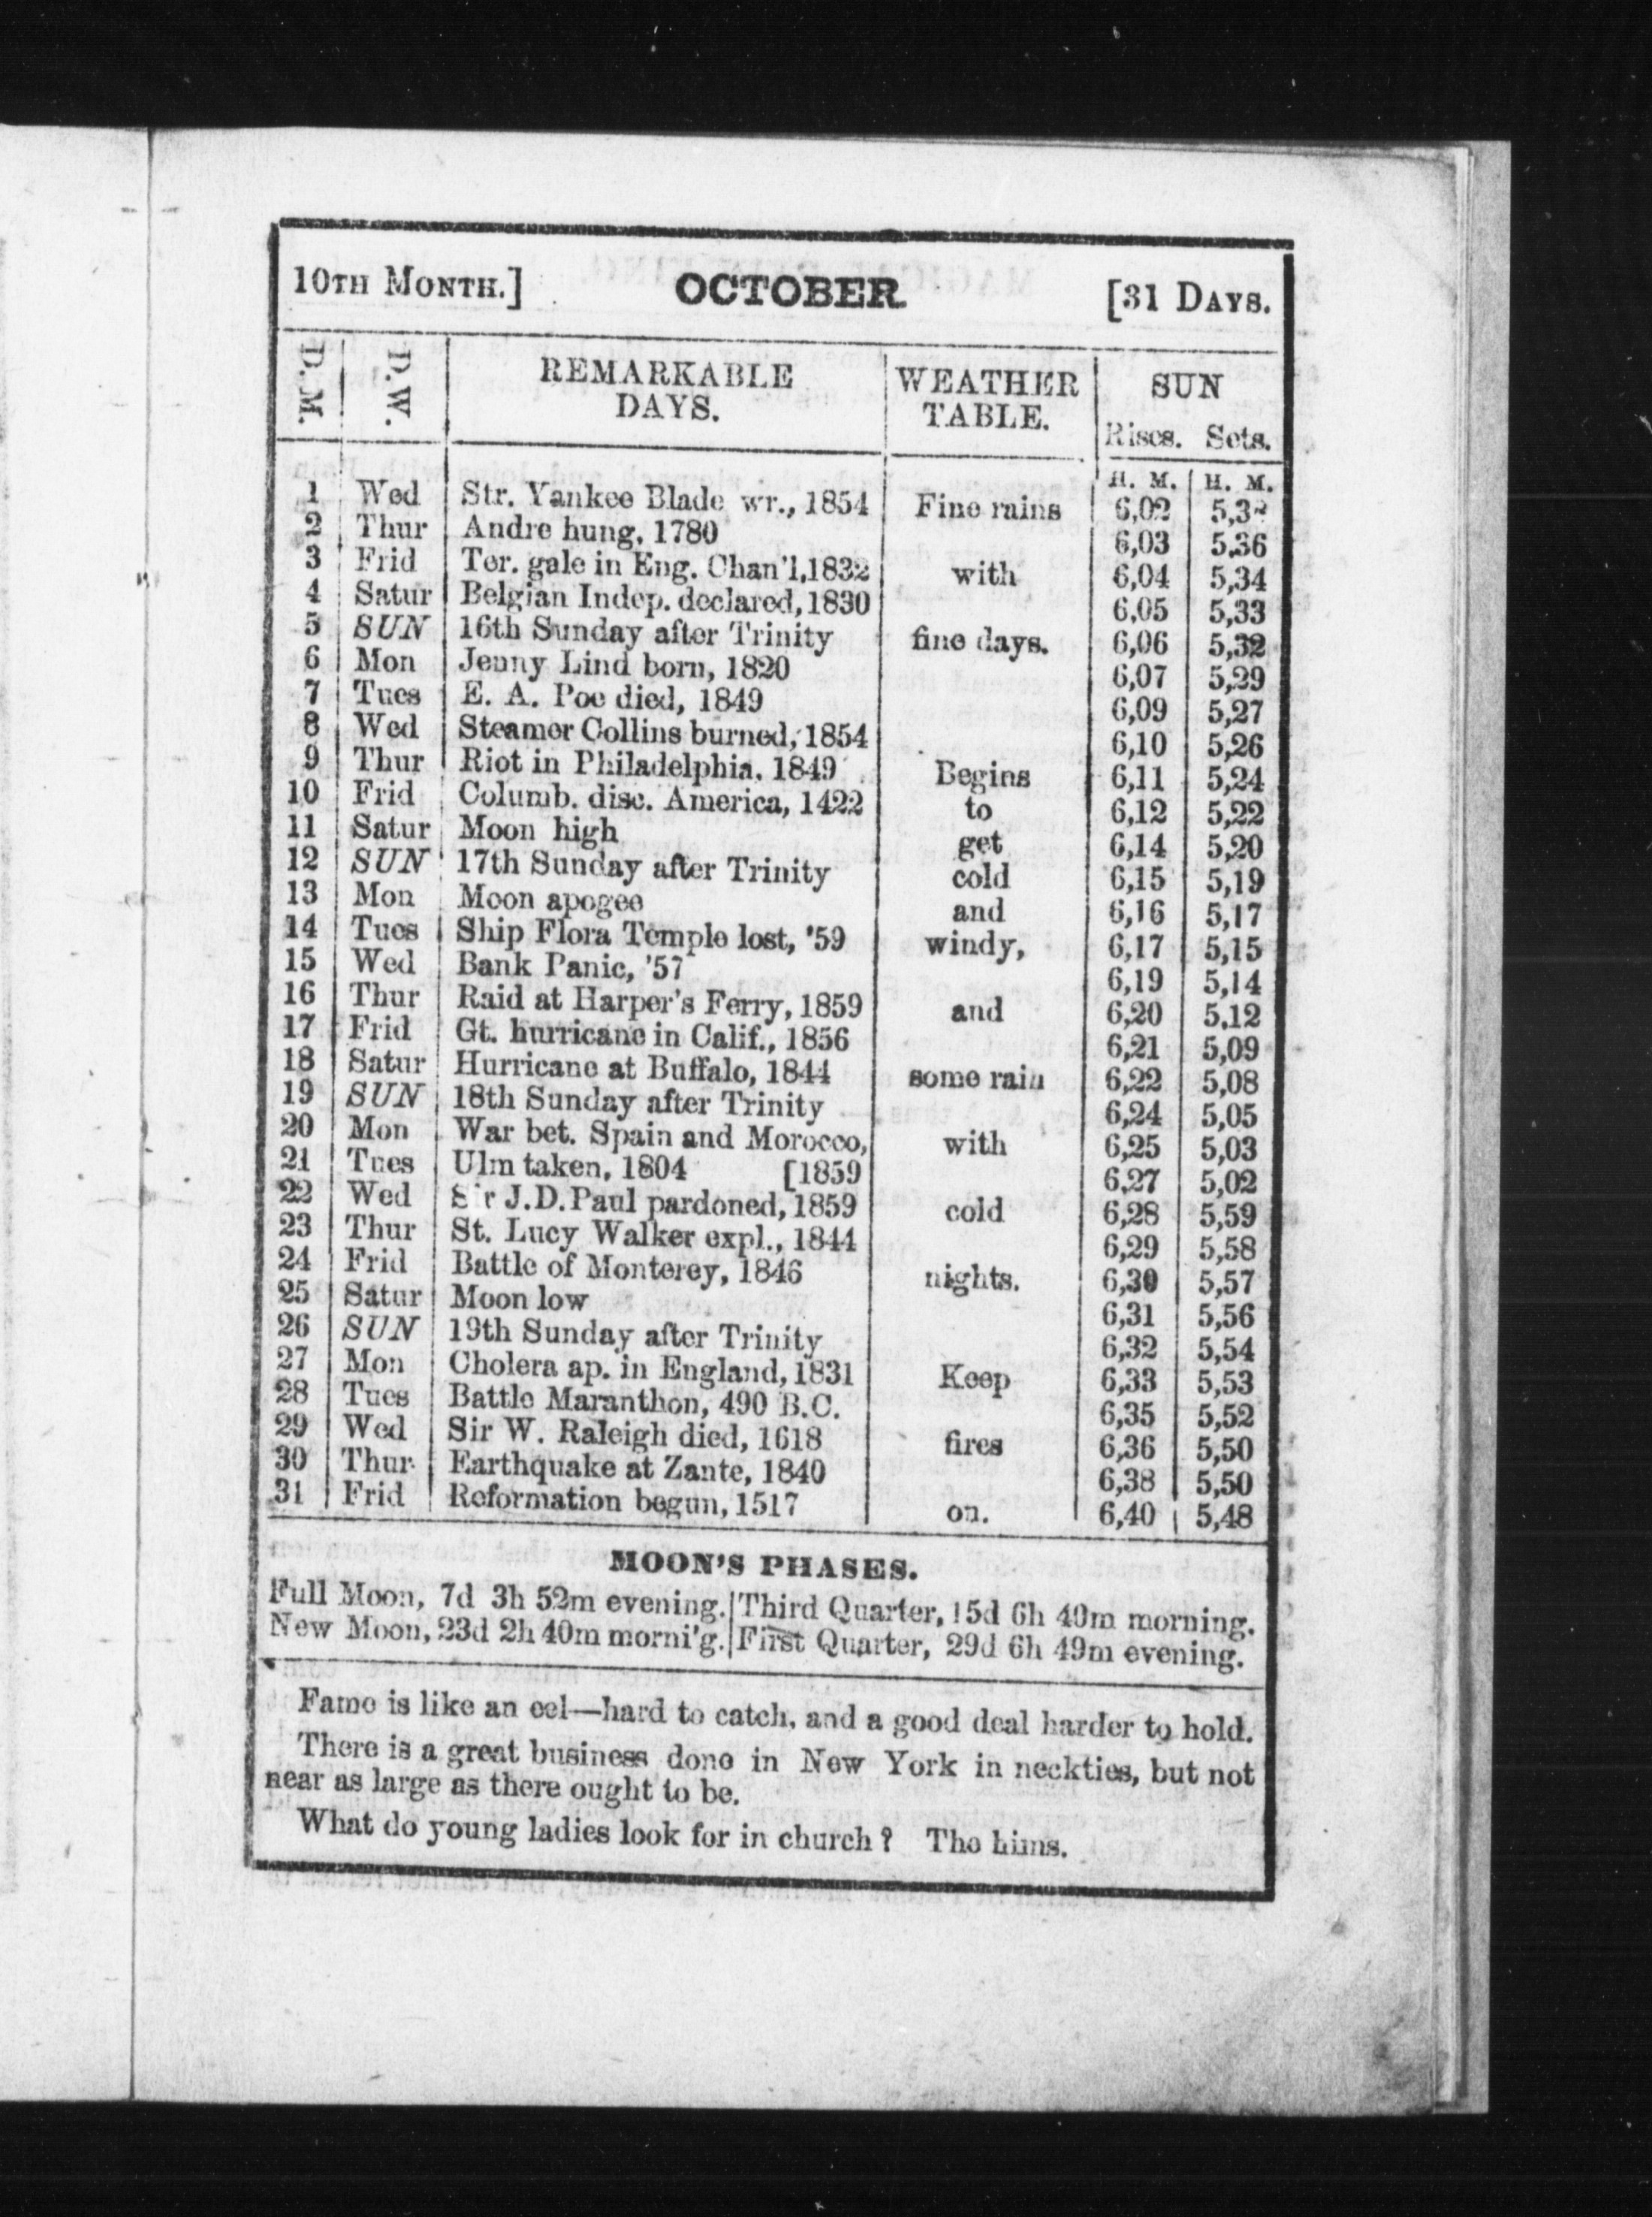 10TH MONTH.] OCTOBER [31 DAYS.
D. M. D. W. REMARKABLE DAYS. WEATHER TABLE. SUN
Rises. Sets.
H. M. H. M.
1 Wed Str. Yankee Blade wr., 1854 Fine rains 6,02
2 Thur Andre hung, 1780 6,03 5,36
3 Frid Ter. gale in Eng. Chan'l,1832 with 6,04 5,34
4 Satur Belgian Indep. declared,1830 6,05 5,33
5 SUN 16th Sunday after Trinity fine days. 6,06 5,32
6 Mon Jenny Lind born, 1820 6,07 5,29
7 Tues E. A. Poe died, 1849 6,09 5,27
8 Wed Steamer Collins burned, 1854 6,10 5,26
9 Thur Riot in Philadelphia, 1849 Begins 6,11 5,24
10 Frid Columb. disc. America, 1422 to 6,12 5,22
11 Satur Moon high get 6,14 5,20
12 SUN 17th Sunday after Trinity cold 6,15 5,19
13 Mon Moon apogee and 6,16 5,17
14 Tues Ship Flora Temple lost, '59 windy, 6,17 5,15
15 Wed Bank Panic, '57 6,19 5,14
16 Thur Raid at Harper's Ferry, 1859 and 6,20 5,12
17 Frid Gt. hurricane in Calif., 1856 6,21 5,09
18 Satur Hurricane at Buffalo, 1844 some rain 6,22 5,08
19 SUN 18th Sunday after Trinity 6,24 5,05
20 Mon War bet. Spain and Morocco, with 6,25 5,03
21 Tues Ulm taken, 1804 [1859 6,27 5,02
22 Wed Sir J.D. Paul pardoned, 1859 cold 6,28 5,59
23 Thur St. Lucy Walker expl., 1844 6,29 5,58
24 Frid Battle of Monterey, 1846 nights. 6,30 5,57
25 Satur Moon low 6,31 5,56
26 SUN 19th Sunday after Trinity 6,32 5,54
27 Mon Cholera ap. in England, 1831 Keep 6,33 5,53
28 Tues Battle Maranthon, 490 B.C. 6,35 5,52
29 Wed Sir W. Raleigh died, 1618 fires 6,36 5,50
30 Thur Earthquake at Zante, 1840 6,38 5,50
31 Frid Reformation begun, 1517 on. 6,40 5,48
MOON'S PHASES.
Full Moon, 7d 3h 52m evening. Third Quarter, 15d 6h 40m morning.
New Moon, 23d 2h 40m morni'g. First Quarter, 29d 6h 49m evening.
Fame is like an eel—hard to catch, and a good deal harder to hold.
There is a great business done in New York in neckties, but not
near as large as there ought to be.
What do young ladies look for in church? The hims.